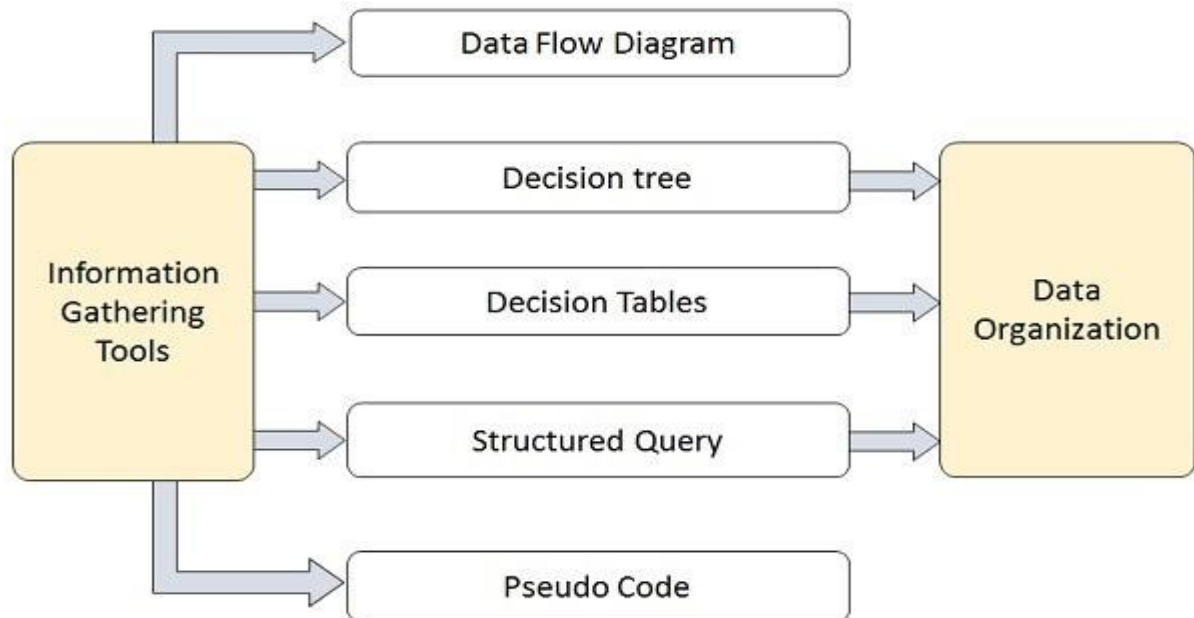 Data Flow Diagram
Decision tree
Information
Gathering
Tools
Decision Tables
Data
Organization
Structured Query
Pseudo Code